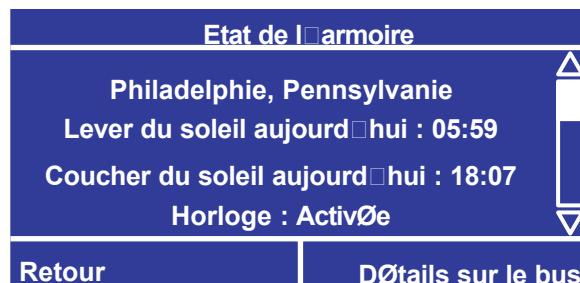 Etat de l□armoire
Philadelphie, Pennsylvanie
Lever du soleil aujourd□hui : 05:59
Coucher du soleil aujourd□hui : 18:07
Horloge : ActivØe
Retour
DØtails sur le bus